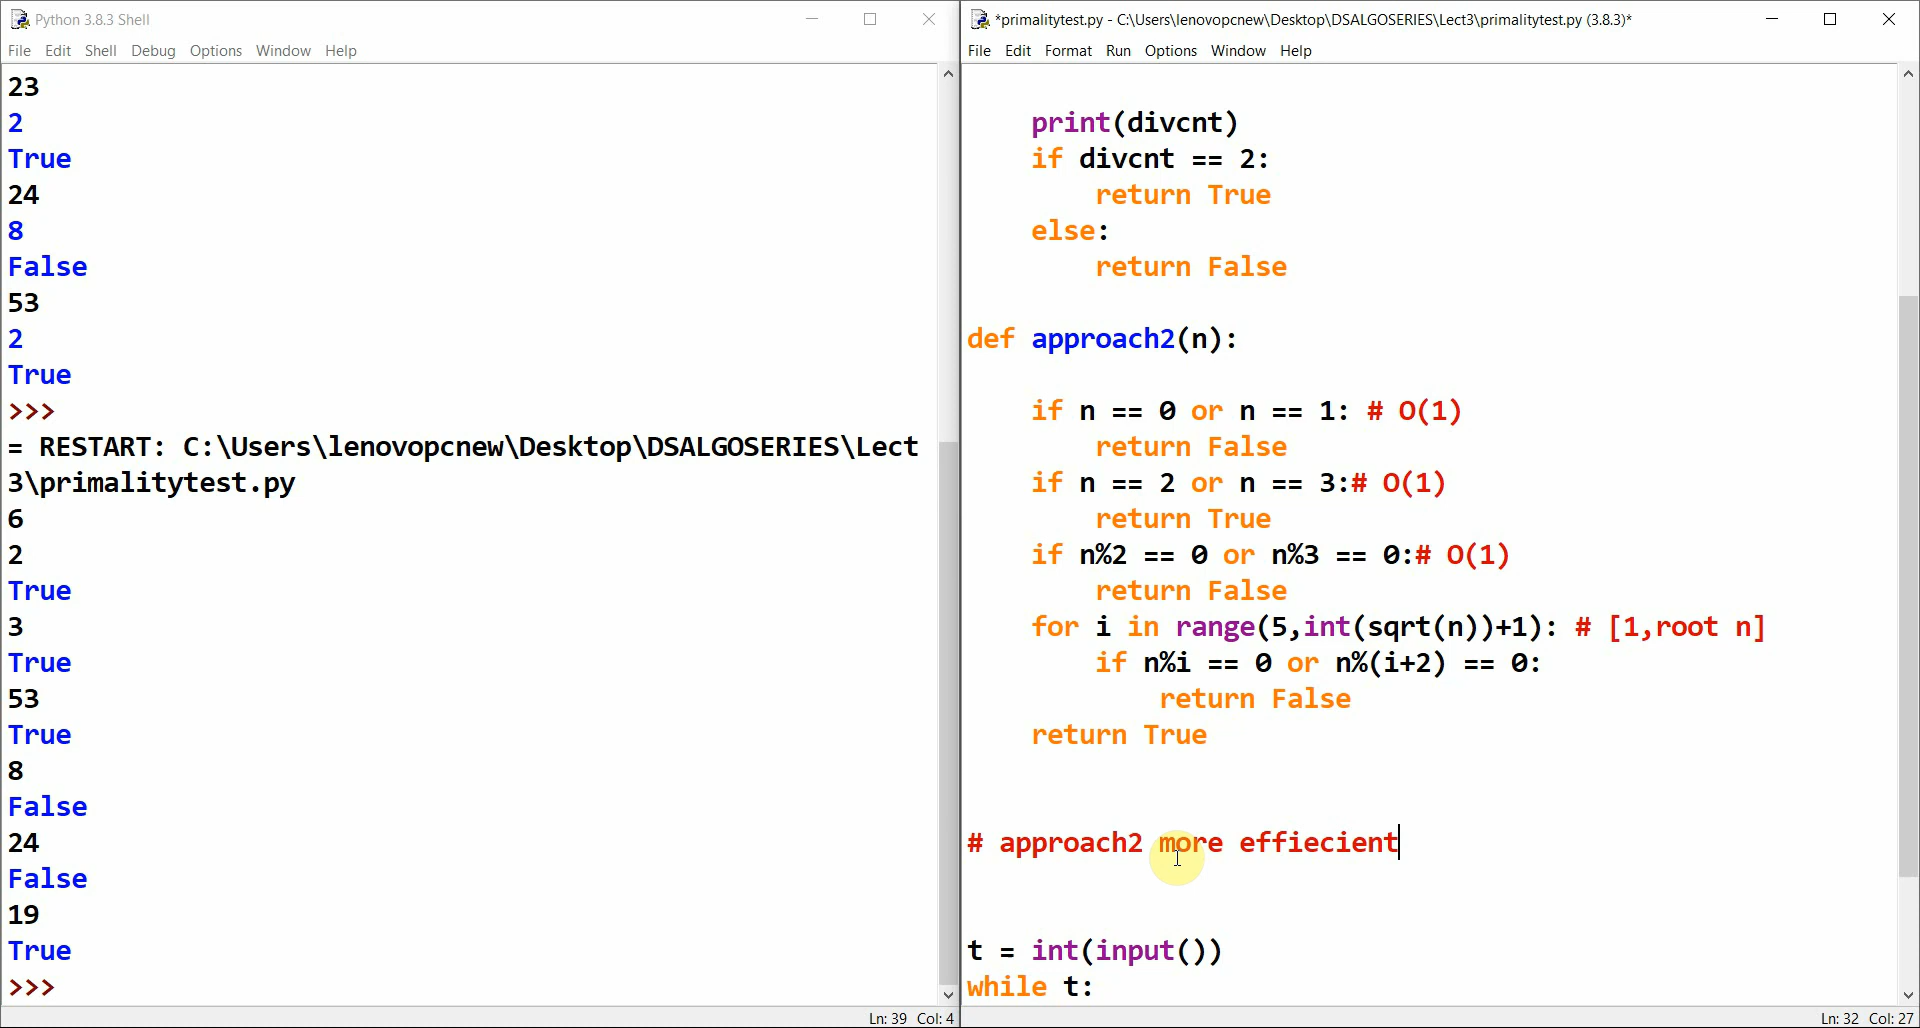 Python 3.8.3 Shell
File Edit Shell Debug Options Window Help
23
2
True
24
8
False
53
2
True
>>>
= RESTART: C:\Users\lenovopcnew\Desktop\DSALGOSERIES\Lect
3\primalitytest.py
6
2
True
3
True
53
True
8
False
24
False
19
True
>>>
Ln: 39 Col: 4
*primalitytest.py - C:\Users\lenovopcnew\Desktop\DSALGOSERIES\Lect3\primalitytest.py (3.8.3)*
File Edit Format Run Options Window Help
print(divcnt)
if divcnt == 2:
return True
else:
return False
def approach2(n):
if n == 0 or n == 1: # O(1)
return False
if n == 2 or n == 3:# O(1)
return True
if n%2 == 0 or n%3 == 0:# O(1)
return False
for i in range(5,int(sqrt(n))+1): # [1,root n]
if n%i == 0 or n%(i+2) == 0:
return False
return True
# approach2 more effiecient
t = int(input())
while t:
Ln: 32 Col: 27